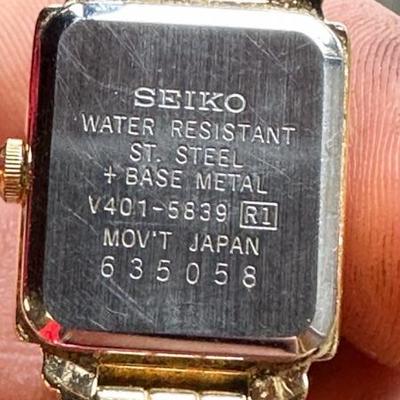 SEIKO
WATER RESISTANT
ST. STEEL
+ BASE METAL
V401-5839 R1
MOV'T JAPAN
635058